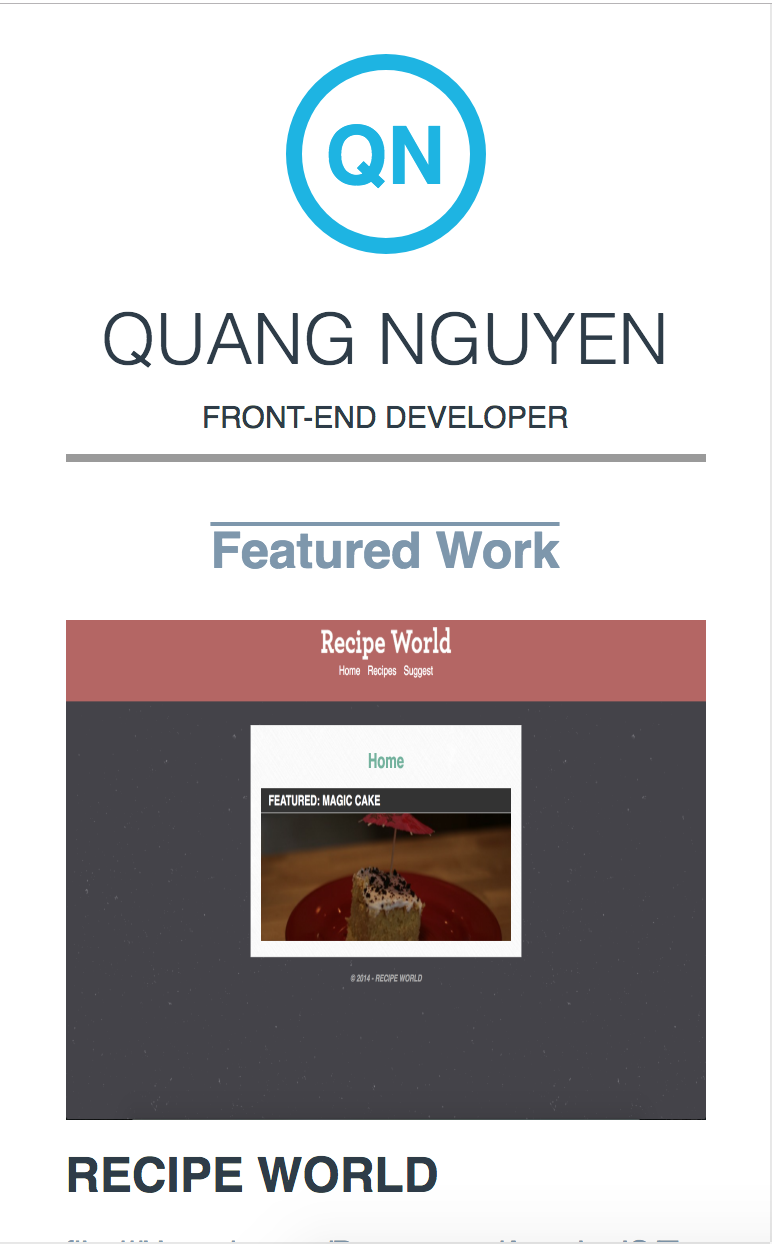 QN
QUANG NGUYEN
FRONT-END DEVELOPER
Featured Work
Recipe World
Home Recipes Suggest
Home
FEATURED: MAGIC CAKE
© 2014 - RECIPE WORLD
RECIPE WORLD